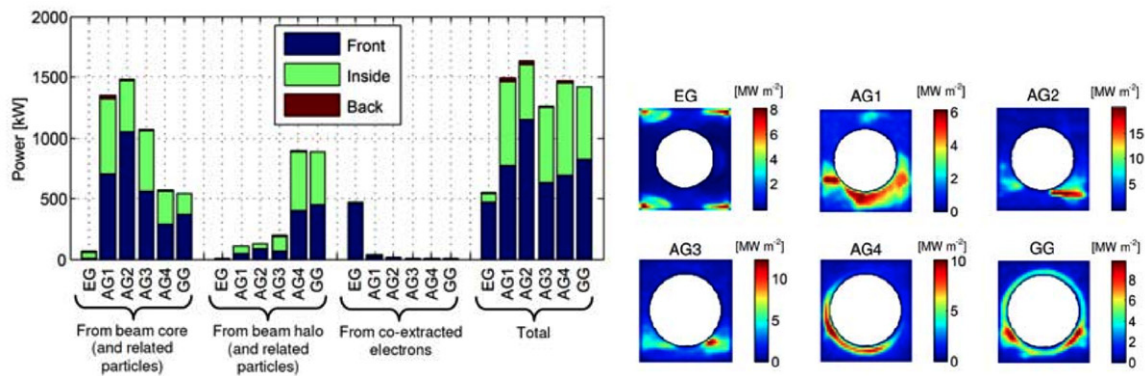 2000
1500
1000
500
0
Power [kW]
Front
Inside
Back
EG AG1 AG2 AG3 AG4 GG EG AG1 AG2 AG3 AG4 GG EG AG1 AG2 AG3 AG4 GG EG AG1 AG2 AG3 AG4 GG
From beam core
(and related
particles)
From beam halo
(and related
particles)
From co-extracted
electrons
Total
EG
[MW m⁻²]
8
6
4
2
AG1
[MW m⁻²]
6
4
2
0
AG2
[MW m⁻²]
15
10
5
AG3
[MW m⁻²]
10
5
0
AG4
[MW m⁻²]
10
5
0
GG
[MW m⁻²]
8
6
4
2
0